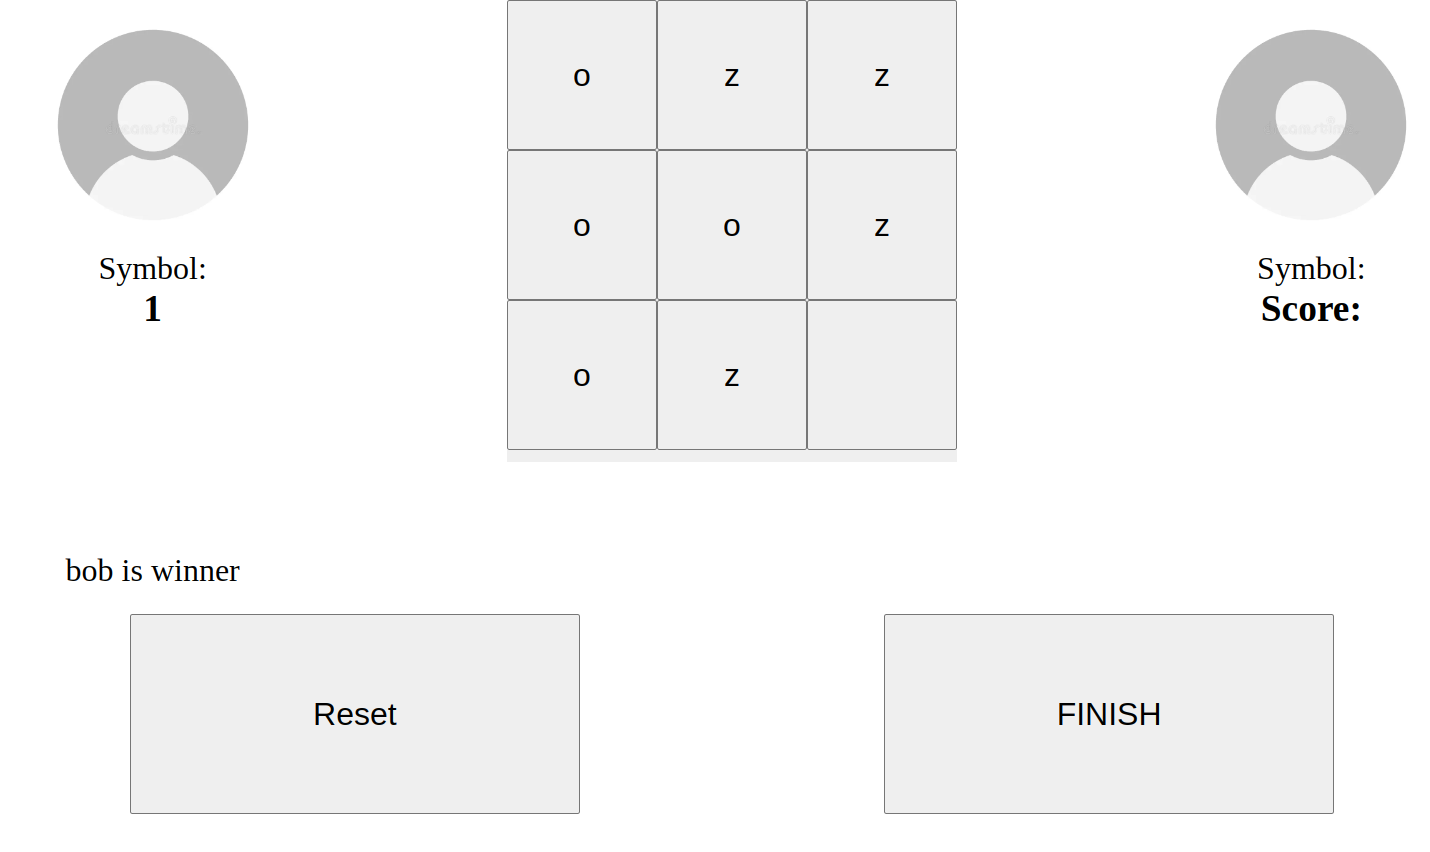 o z z
o o z
o z
Symbol:
1
Symbol:
Score:
bob is winner
Reset
FINISH